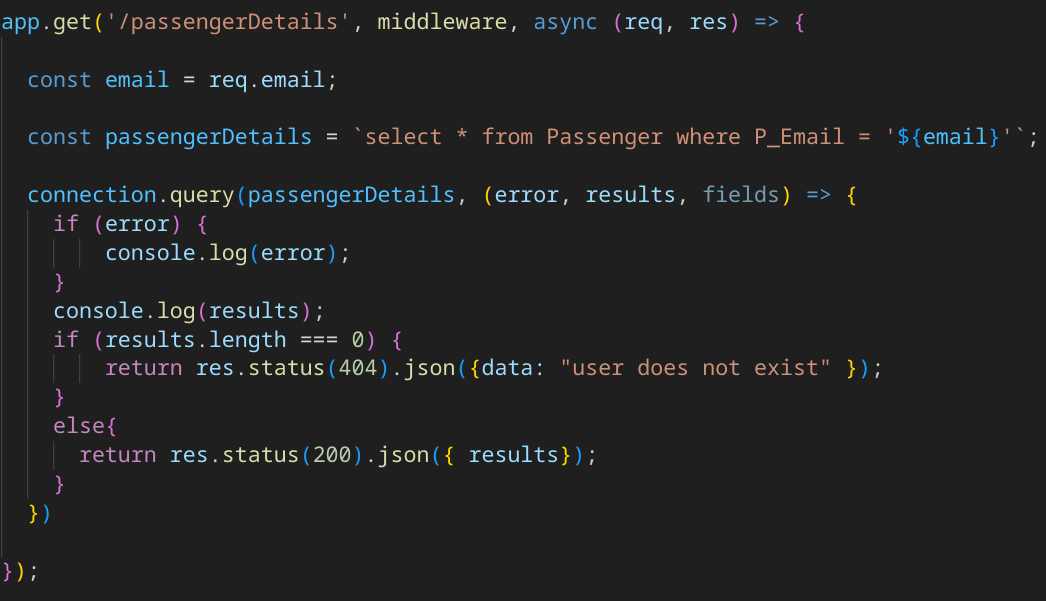 app.get('/passengerDetails', middleware, async (req, res) => {
const email = req.email;
const passengerDetails = `select * from Passenger where P_Email = '${email}'`;
connection.query(passengerDetails, (error, results, fields) => {
if (error) {
console.log(error);
}
console.log(results);
if (results.length === 0) {
return res.status(404).json({data: "user does not exist" });
}
else{
return res.status(200).json({ results});
}
})
});